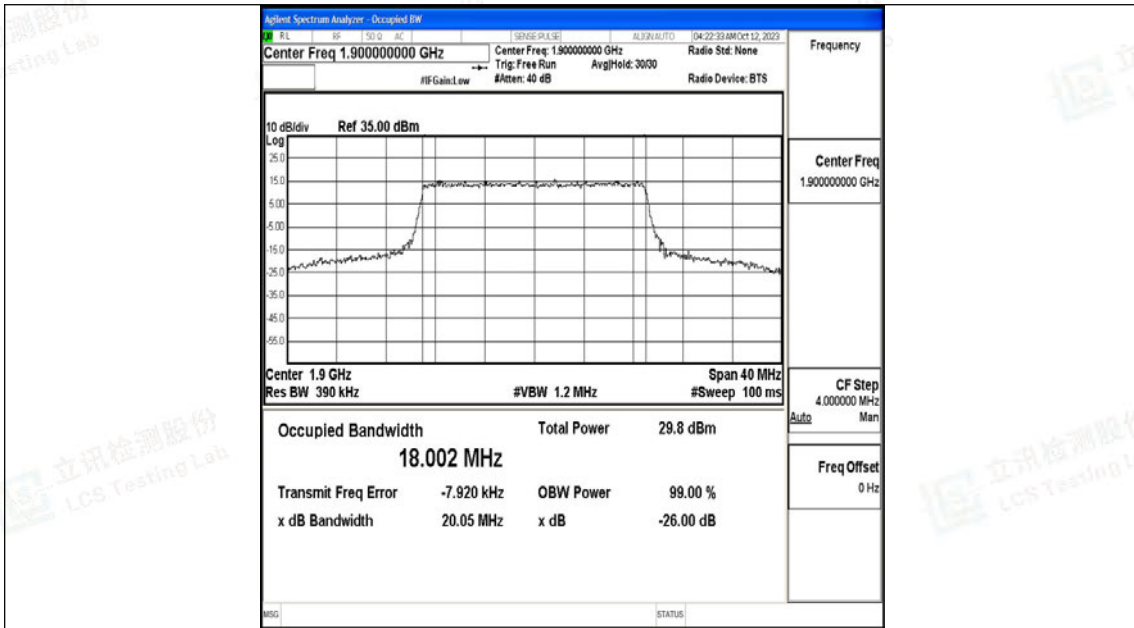 Agilent Spectrum Analyzer - Occupied BW
RL RF 50 Ω AC SENSE:PULSE ALIGN AUTO 04:22:33 AM Oct 12, 2023
Center Freq 1.900000000 GHz
Center Freq: 1.900000000 GHz Radio Std: None
Trig: Free Run Avg|Hold: 30/30
#IFGain:Low #Atten: 40 dB Radio Device: BTS
10 dB/div Ref 35.00 dBm
Log
25.0
15.0
5.00
-5.00
-15.0
-25.0
-35.0
-45.0
-55.0
Center 1.9 GHz Span 40 MHz
Res BW 390 kHz #VBW 1.2 MHz #Sweep 100 ms
Occupied Bandwidth Total Power 29.8 dBm
18.002 MHz
Transmit Freq Error -7.920 kHz OBW Power 99.00 %
x dB Bandwidth 20.05 MHz x dB -26.00 dB
MSG STATUS
Frequency
Center Freq
1.900000000 GHz
CF Step
4.000000 MHz
Auto Man
Freq Offset
0 Hz
立讯检测股份
LCS Testing Lab
立讯检测股份
LCS Testing Lab